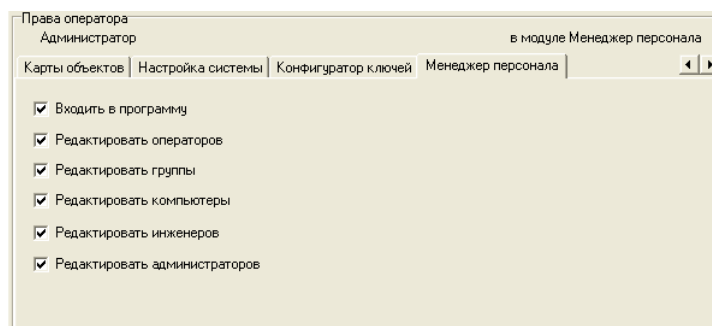 Права оператора
Администратор в модуле Менеджер персонала
Карты объектов Настройка системы Конфигуратор ключей Менеджер персонала
Входить в программу
Редактировать операторов
Редактировать группы
Редактировать компьютеры
Редактировать инженеров
Редактировать администраторов